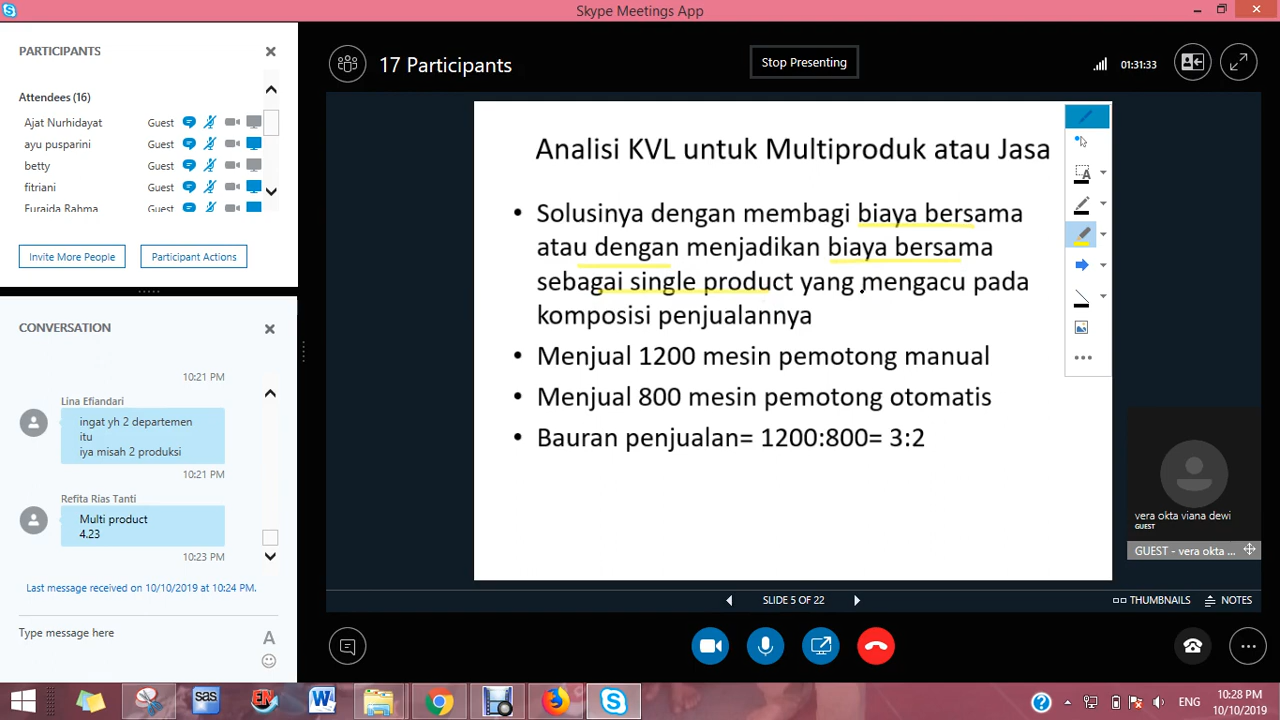 Skype Meetings App
PARTICIPANTS
Attendees (16)
Ajat Nurhidayat Guest
ayu pusparini Guest
betty Guest
fitriani Guest
Furaida Rahma Guest
Invite More People
Participant Actions
CONVERSATION
10:21 PM
Lina Efiandari
ingat yh 2 departemen
itu
iya misah 2 produksi
10:21 PM
Refita Rias Tanti
Multi product
4.23
10:23 PM
Last message received on 10/10/2019 at 10:24 PM.
Type message here
A
17 Participants
Stop Presenting
01:31:33
Analisi KVL untuk Multiproduk atau Jasa
• Solusinya dengan membagi biaya bersama
atau dengan menjadikan biaya bersama
sebagai single product yang mengacu pada
komposisi penjualannya
• Menjual 1200 mesin pemotong manual
• Menjual 800 mesin pemotong otomatis
• Bauran penjualan= 1200:800= 3:2
A
vera okta viana dewi
GUEST
GUEST - vera okta ...
SLIDE 5 OF 22
THUMBNAILS
NOTES
sas
EN
W
S
ENG
10:28 PM
10/10/2019